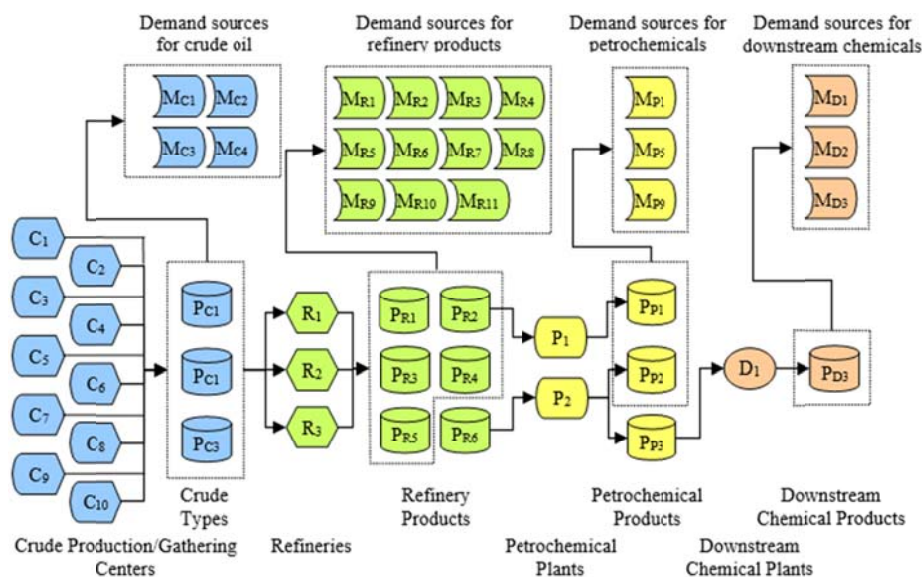 Demand sources for crude oil
Demand sources for refinery products
Demand sources for petrochemicals
Demand sources for downstream chemicals
MC1 MC2
MC3 MC4
MR1 MR2 MR3 MR4
MR5 MR6 MR7 MR8
MR9 MR10 MR11
MP1
MP5
MP9
MD1
MD2
MD3
C1
C2
C3
C4
C5
C6
C7
C8
C9
C10
PC1
PC1
PC3
R1
R2
R3
PR1 PR2
PR3 PR4
PR5 PR6
P1
P2
PP1
PP2
PP3
D1
PD3
Crude Types
Refinery Products
Petrochemical Products
Downstream Chemical Products
Crude Production/Gathering Centers
Refineries
Petrochemical Plants
Downstream Chemical Plants